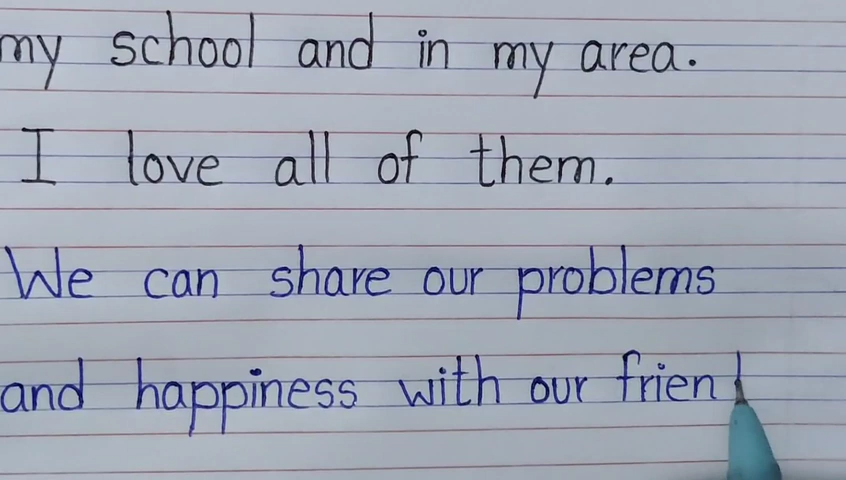 my school and in my area.
I love all of them.
We can share our problems
and happiness with our frien